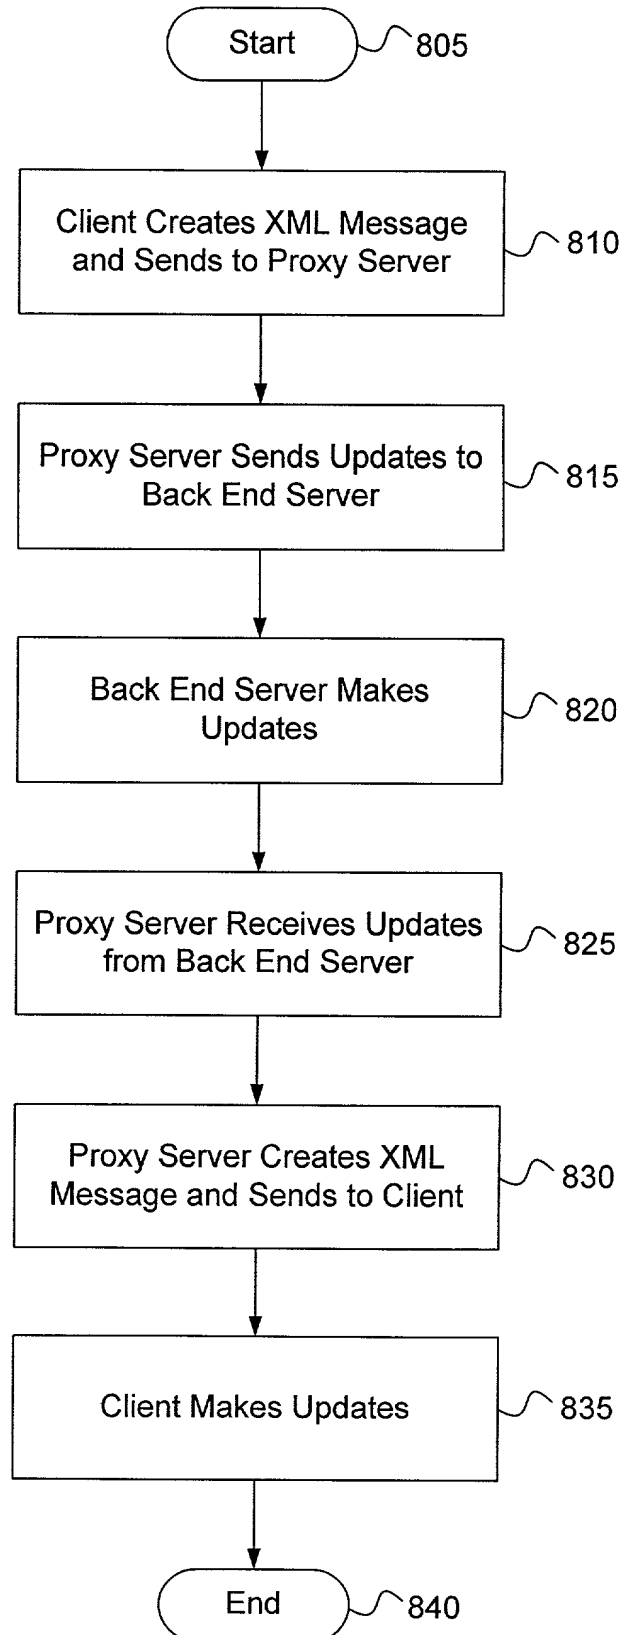 Start
805
Client Creates XML Message
and Sends to Proxy Server
810
Proxy Server Sends Updates to
Back End Server
815
Back End Server Makes
Updates
820
Proxy Server Receives Updates
from Back End Server
825
Proxy Server Creates XML
Message and Sends to Client
830
Client Makes Updates
835
End
840